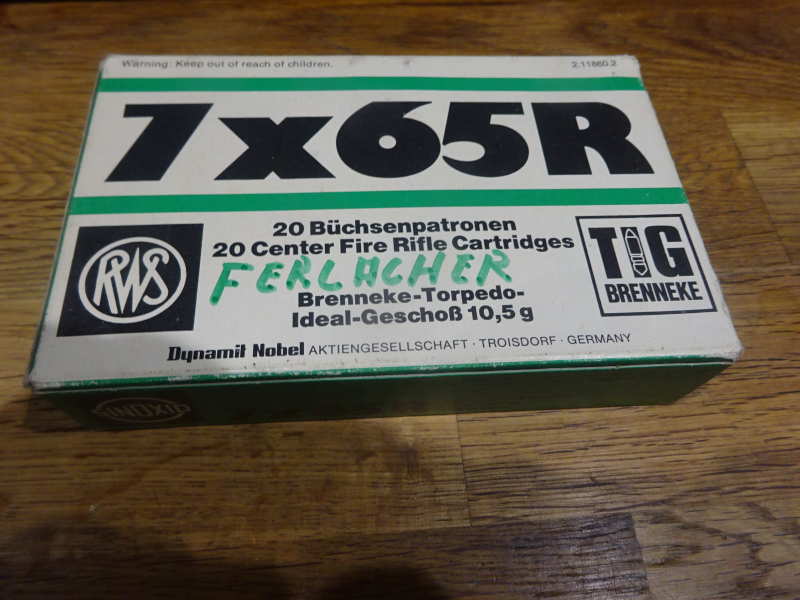 Warning: Keep out of reach of children. 2.11860.2
7x65R
20 Büchsenpatronen
20 Center Fire Rifle Cartridges
FERLACHER
Brenneke-Torpedo-
Ideal-Geschoß 10,5 g
RWS
TIG
BRENNEKE
Dynamit Nobel AKTIENGESELLSCHAFT · TROISDORF · GERMANY
SINOXID